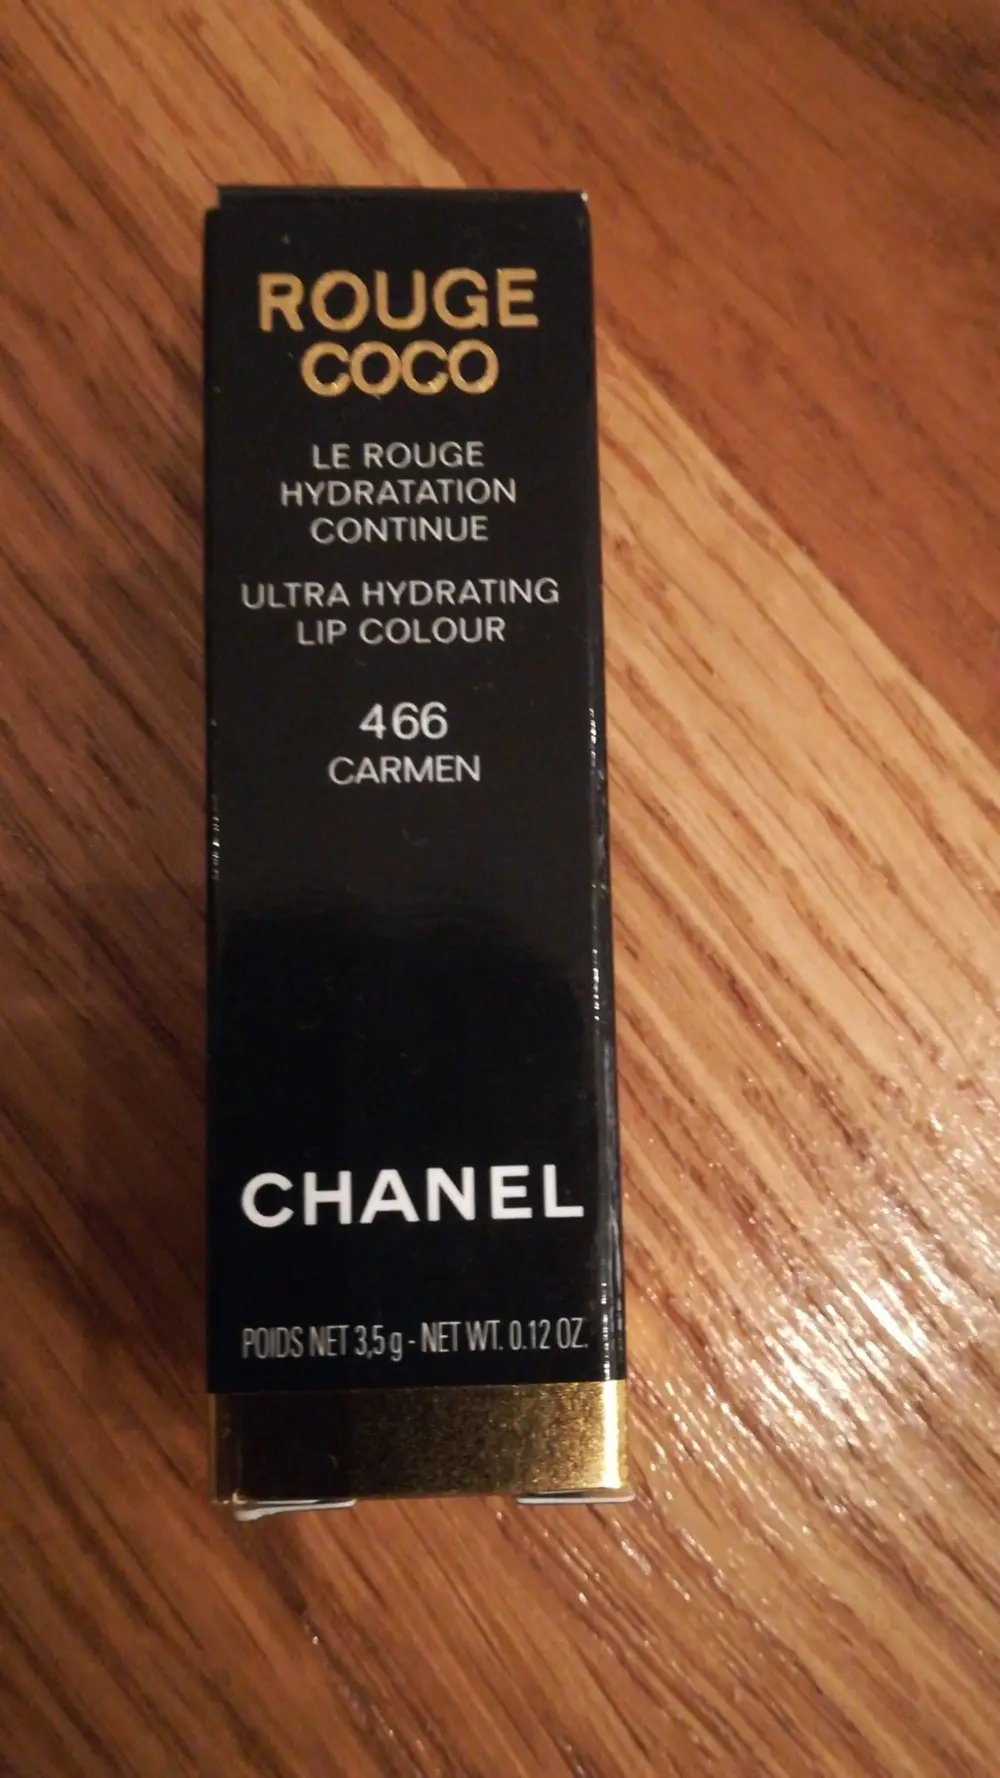 ROUGE
COCO
LE ROUGE
HYDRATATION
CONTINUE
ULTRA HYDRATING
LIP COLOUR
466
CARMEN
CHANEL
POIDS NET 3,5 g - NET WT. 0.12 OZ.